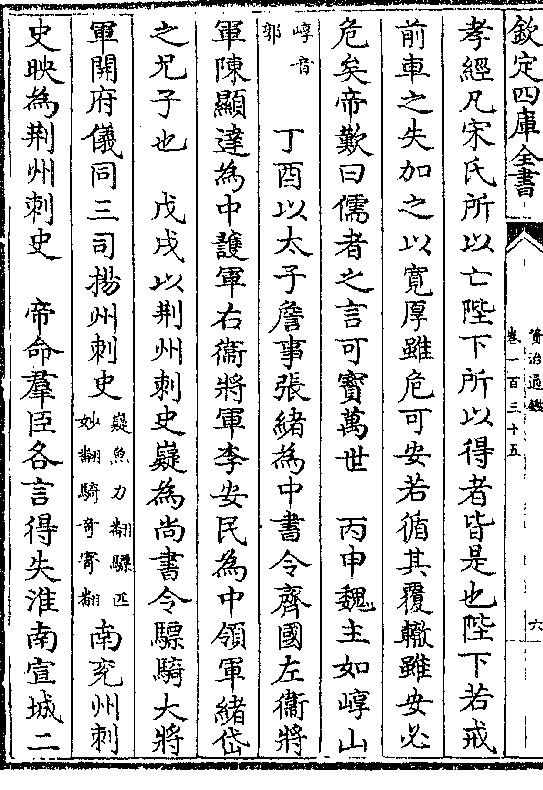 欽定四庫全書
資治通鑑
卷一百三十五
六
孝經凡宋氏所以亡陛下所以得者皆是也陛下若戒
前車之失加之以寛厚雖危可安若循其覆轍雖安必
危矣帝歎曰儒者之言可寳萬世　丙申魏主如崞山
崞音
郭
丁酉以太子詹事張緒為中書令齊國左衞將
軍陳顯達為中護軍右衞將軍李安民為中領軍緒岱
之兄子也　戊戌以荆州刺史嶷為尚書令驃騎大將
軍開府儀同三司揚州刺史
嶷魚力翻驃匹
妙翻騎竒寄翻
南兖州刺
史映為荆州刺史　帝命羣臣各言得失淮南宣城二